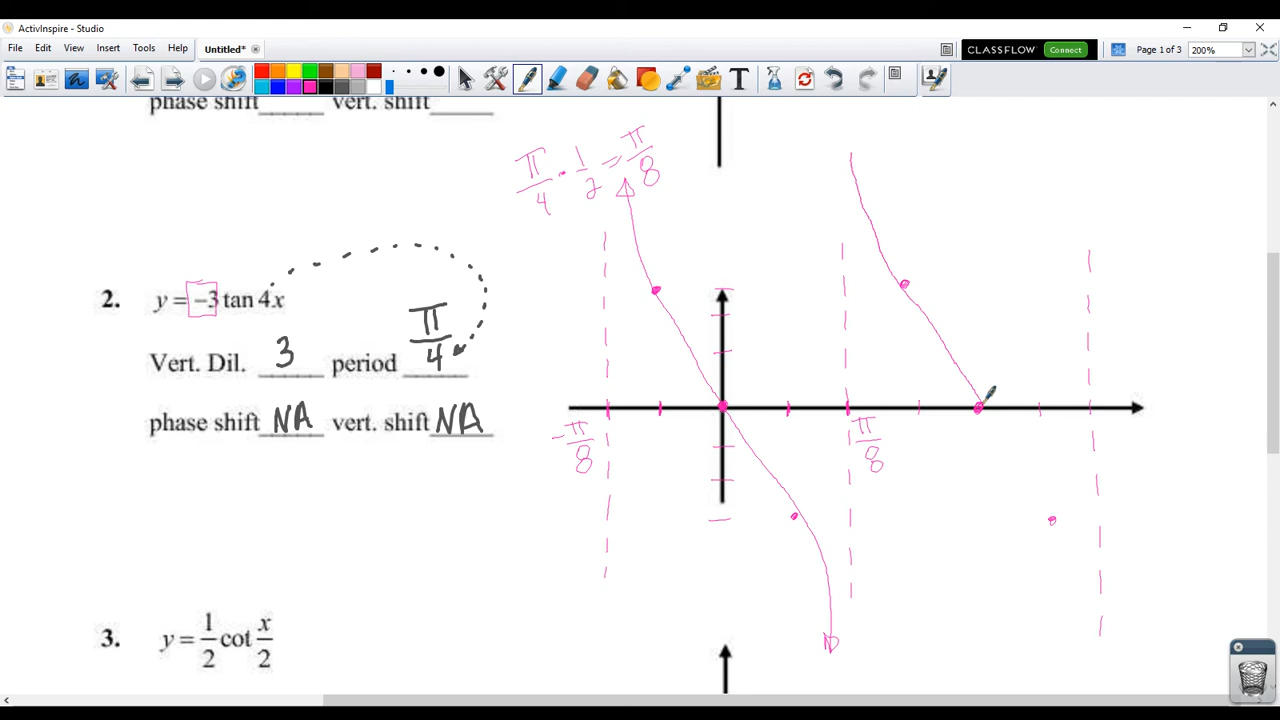 ActivInspire - Studio
File Edit View Insert Tools Help Untitled* CLASSFLOW Connect Page 1 of 3 200%
phase shift______ vert. shift______
π/4 · 1/2 => π/8
2. y = -3 tan 4x
Vert. Dil. 3 period π/4
phase shift NA vert. shift NA
-π/8 π/8
3. y = 1/2 cot x/2